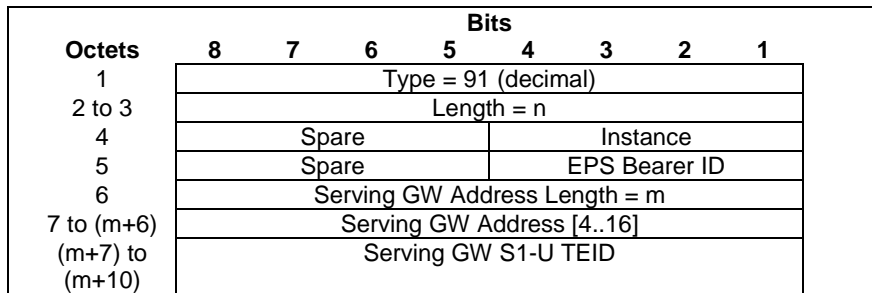 Bits
Octets 8 7 6 5 4 3 2 1
1 Type = 91 (decimal)
2 to 3 Length = n
4 Spare Instance
5 Spare EPS Bearer ID
6 Serving GW Address Length = m
7 to (m+6) Serving GW Address [4..16]
(m+7) to Serving GW S1-U TEID
(m+10)